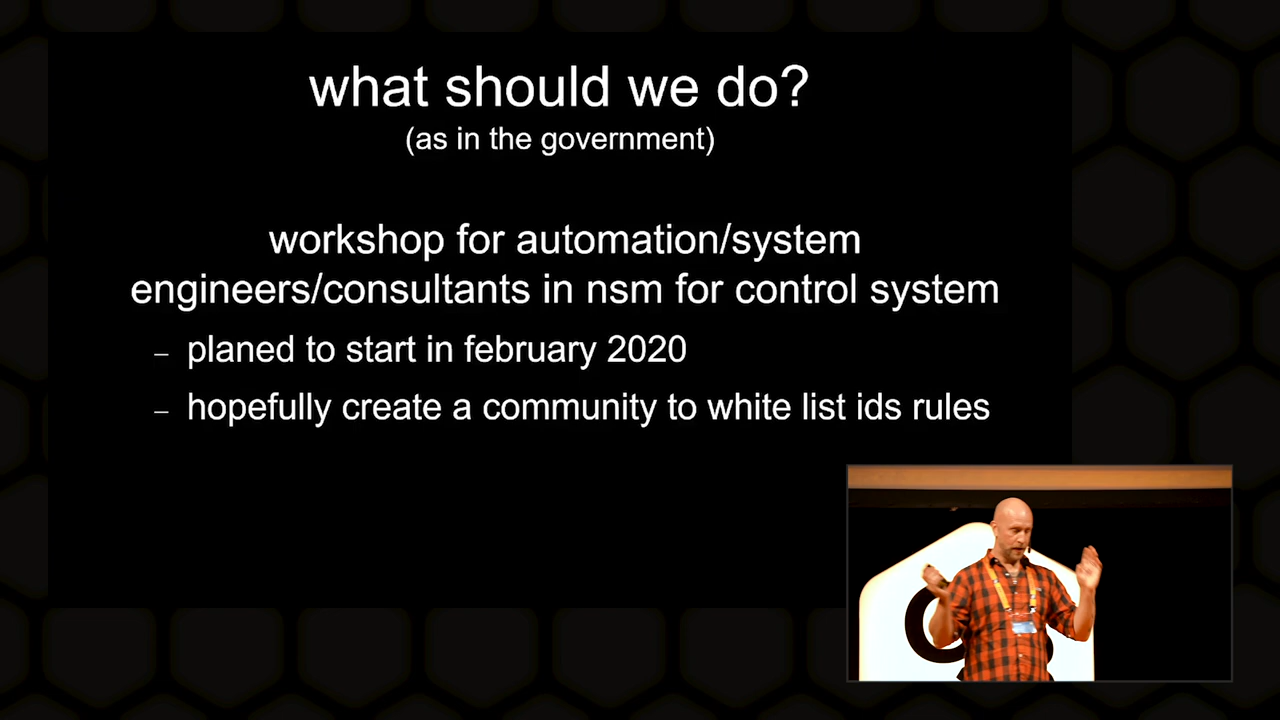 what should we do?
(as in the government)
workshop for automation/system
engineers/consultants in nsm for control system
– planed to start in february 2020
– hopefully create a community to white list ids rules